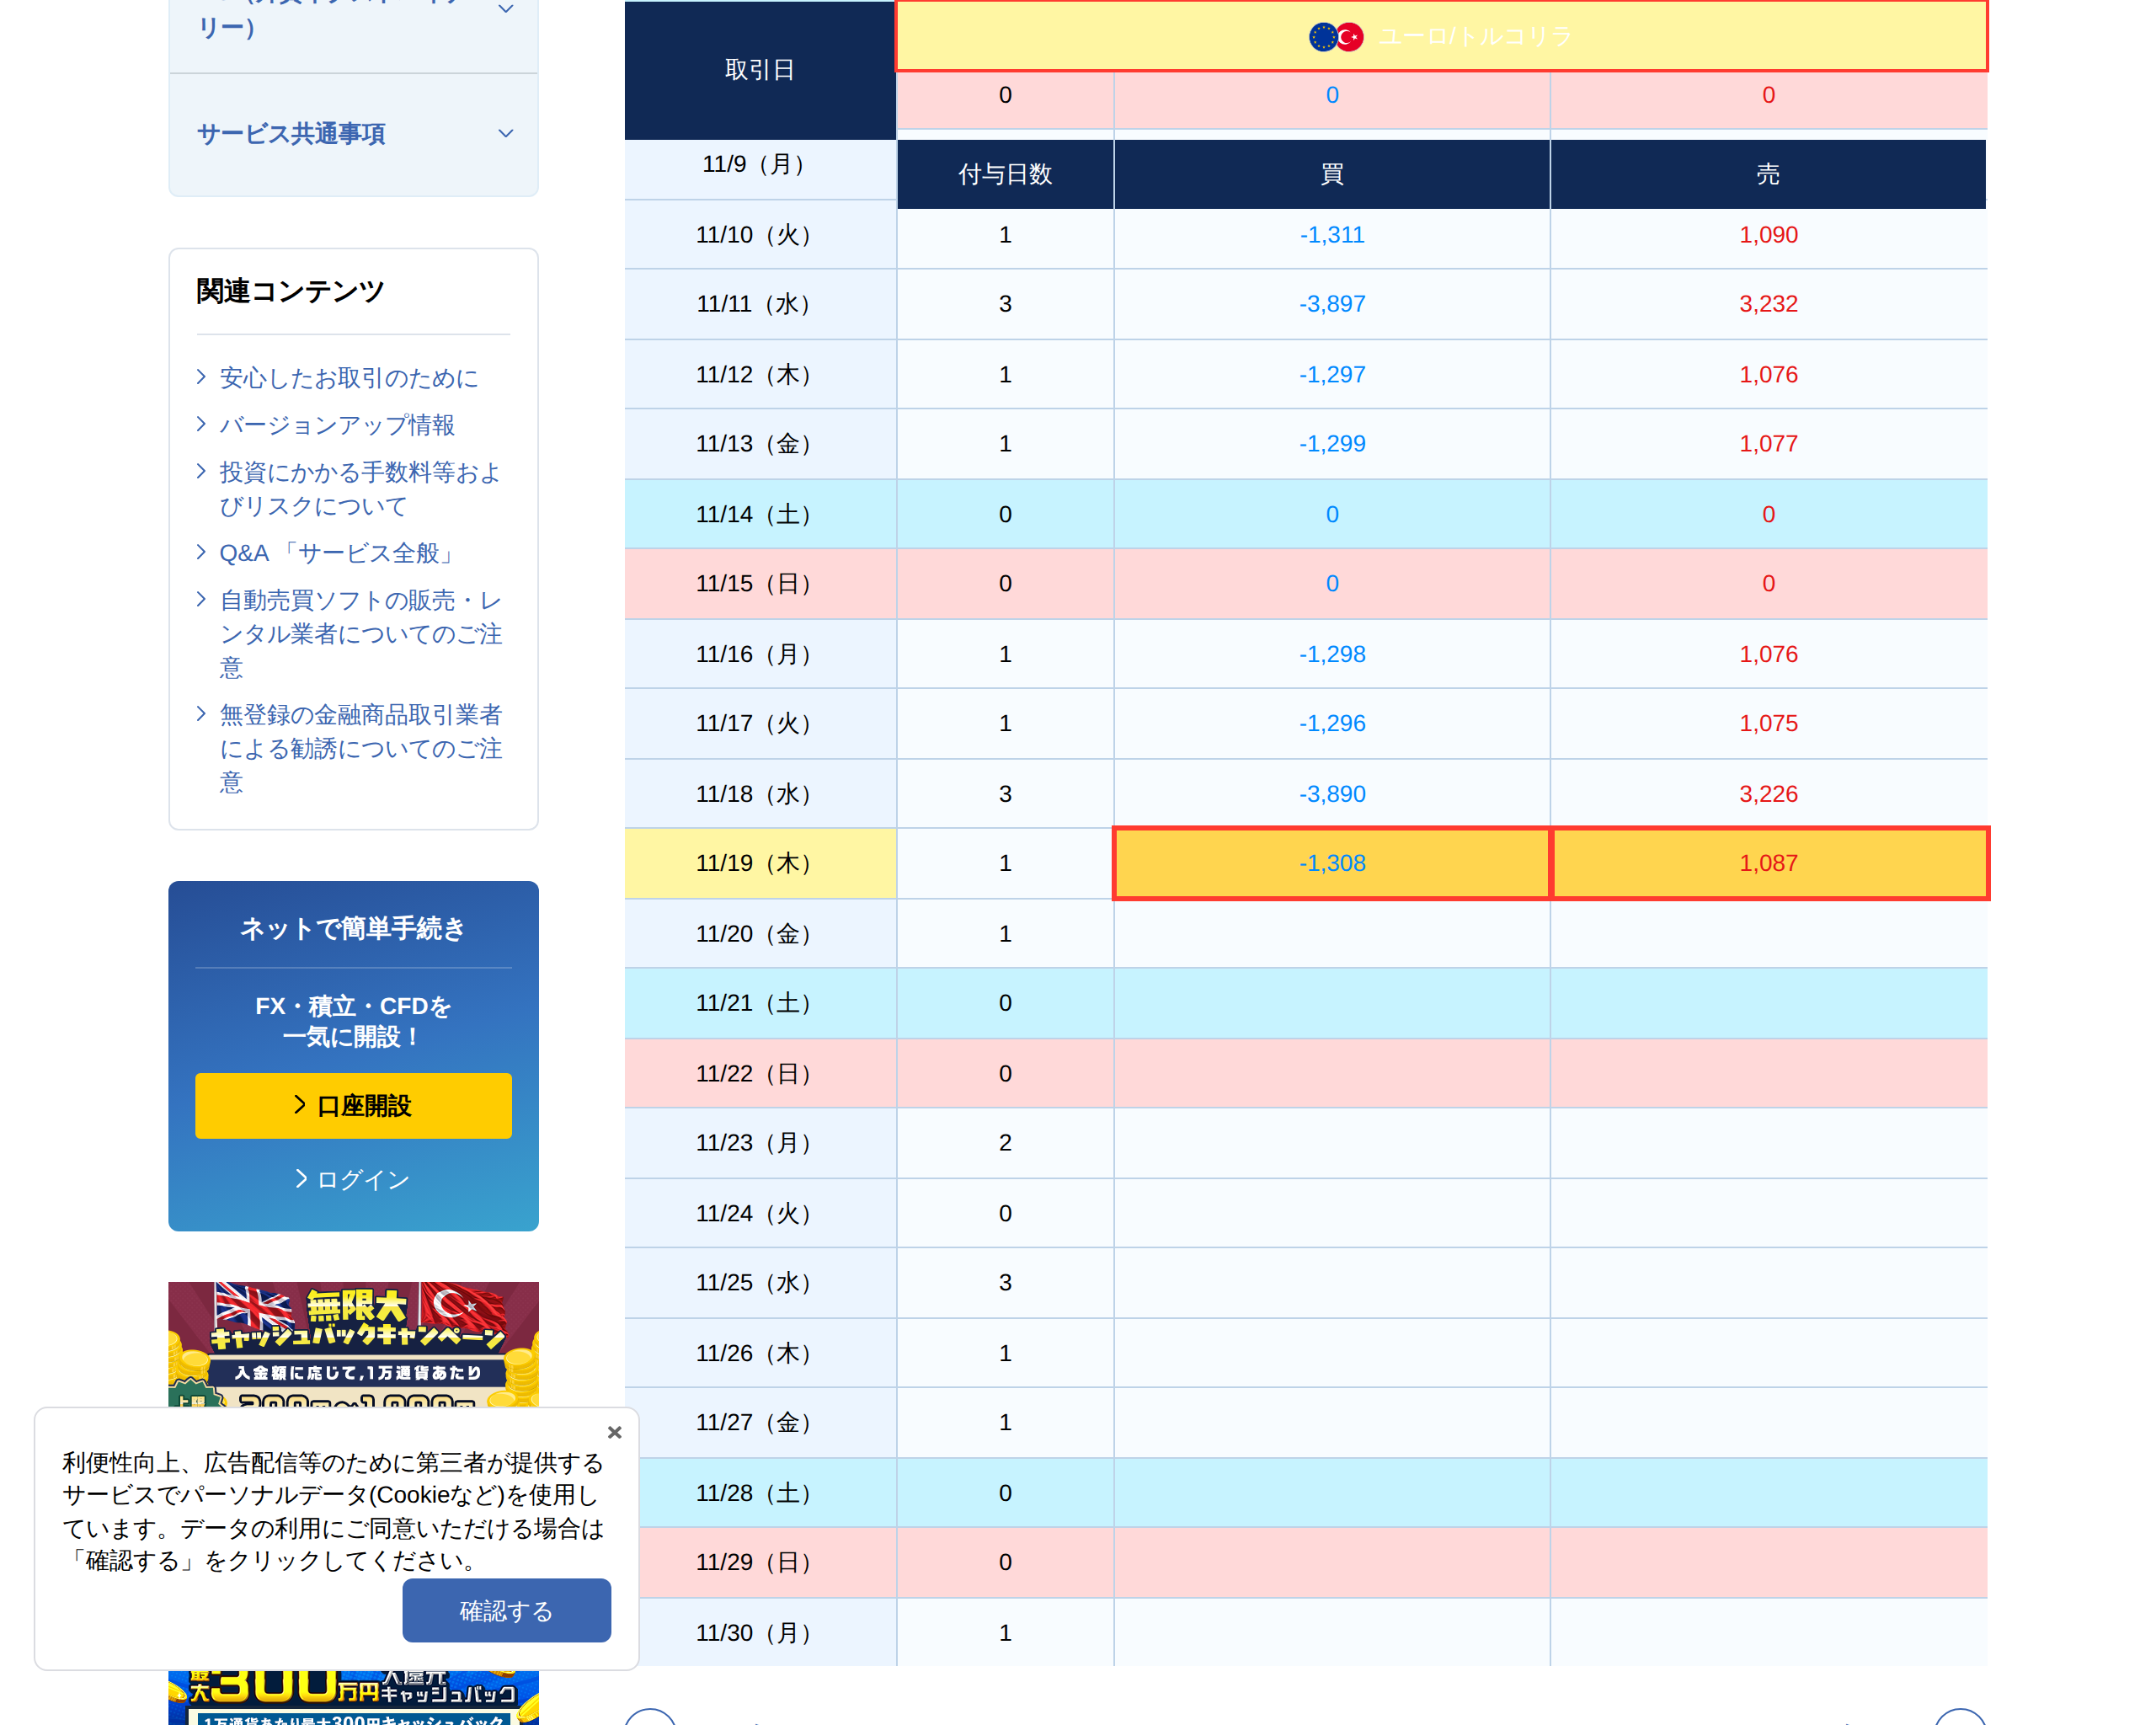 リー）
サービス共通事項
関連コンテンツ
安心したお取引のために
バージョンアップ情報
投資にかかる手数料等およ
びリスクについて
Q&A 「サービス全般」
自動売買ソフトの販売・レ
ンタル業者についてのご注
意
無登録の金融商品取引業者
による勧誘についてのご注
意
ネットで簡単手続き
FX・積立・CFDを
一気に開設！
口座開設
ログイン
無限大
キャッシュバックキャンペーン
入金額に応じて,1万通貨あたり
×
利便性向上、広告配信等のために第三者が提供する
サービスでパーソナルデータ(Cookieなど)を使用し
ています。データの利用にご同意いただける場合は
「確認する」をクリックしてください。
確認する
最大300万円キャッシュバック
取引日 ユーロ/トルコリラ
0 0 0
11/9（月） 付与日数 買 売
11/10（火） 1 -1,311 1,090
11/11（水） 3 -3,897 3,232
11/12（木） 1 -1,297 1,076
11/13（金） 1 -1,299 1,077
11/14（土） 0 0 0
11/15（日） 0 0 0
11/16（月） 1 -1,298 1,076
11/17（火） 1 -1,296 1,075
11/18（水） 3 -3,890 3,226
11/19（木） 1 -1,308 1,087
11/20（金） 1
11/21（土） 0
11/22（日） 0
11/23（月） 2
11/24（火） 0
11/25（水） 3
11/26（木） 1
11/27（金） 1
11/28（土） 0
11/29（日） 0
11/30（月） 1